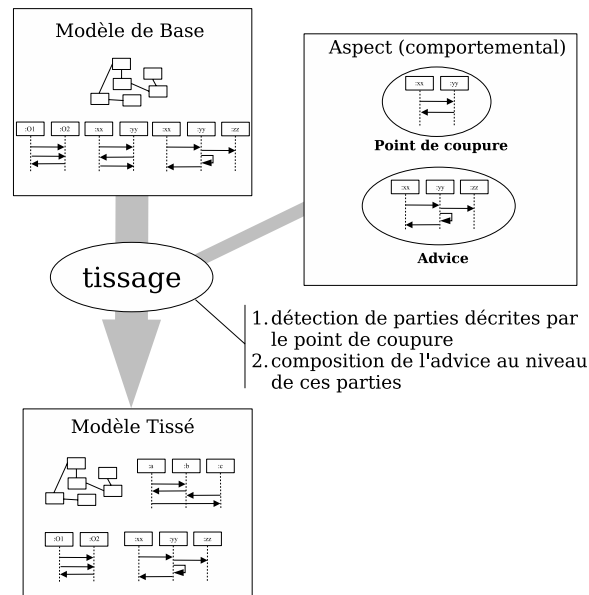 Modèle de Base
:O1 :O2 :xx :yy :xx :yy :zz
Aspect (comportemental)
:xx :yy
Point de coupure
:xx :yy :zz
Advice
tissage
1. détection de parties décrites par
le point de coupure
2. composition de l'advice au niveau
de ces parties
Modèle Tissé
:a :b :c
:O1 :O2 :xx :yy :zz